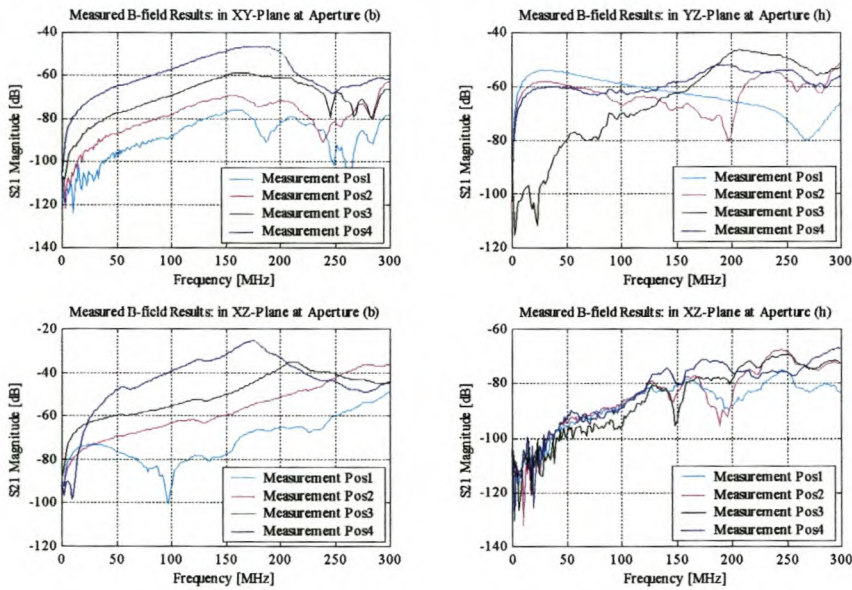 Measured B-field Results: in XY-Plane at Aperture (b)
-40
-60
-80
-100
-120
-140
S21 Magnitude [dB]
Measurement Pos1
Measurement Pos2
Measurement Pos3
Measurement Pos4
0 50 100 150 200 250 300
Frequency [MHz]
Measured B-field Results: in YZ-Plane at Aperture (h)
-40
-60
-80
-100
-120
S21 Magnitude [dB]
Measurement Pos1
Measurement Pos2
Measurement Pos3
Measurement Pos4
0 50 100 150 200 250 300
Frequency [MHz]
Measured B-field Results: in XZ-Plane at Aperture (b)
-20
-40
-60
-80
-100
-120
S21 Magnitude [dB]
Measurement Pos1
Measurement Pos2
Measurement Pos3
Measurement Pos4
0 50 100 150 200 250 300
Frequency [MHz]
Measured B-field Results: in XZ-Plane at Aperture (h)
-60
-80
-100
-120
-140
S21 Magnitude [dB]
Measurement Pos1
Measurement Pos2
Measurement Pos3
Measurement Pos4
0 50 100 150 200 250 300
Frequency [MHz]